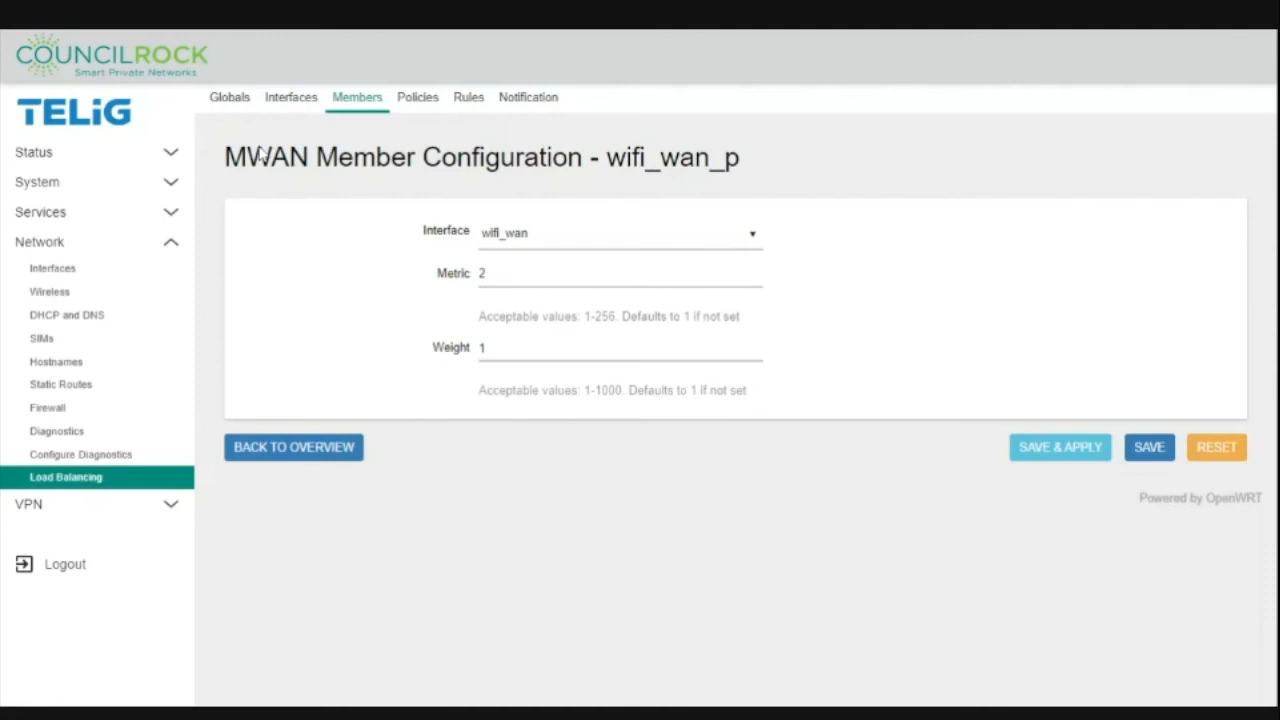 COUNCILROCK
Smart Private Networks
TELiG
Globals Interfaces Members Policies Rules Notification
Status
System
Services
Network
Interfaces
Wireless
DHCP and DNS
SIMs
Hostnames
Static Routes
Firewall
Diagnostics
Configure Diagnostics
Load Balancing
VPN
Logout
MWAN Member Configuration - wifi_wan_p
Interface wifi_wan
Metric 2
Acceptable values: 1-256. Defaults to 1 if not set
Weight 1
Acceptable values: 1-1000. Defaults to 1 if not set
BACK TO OVERVIEW SAVE & APPLY SAVE RESET
Powered by OpenWRT